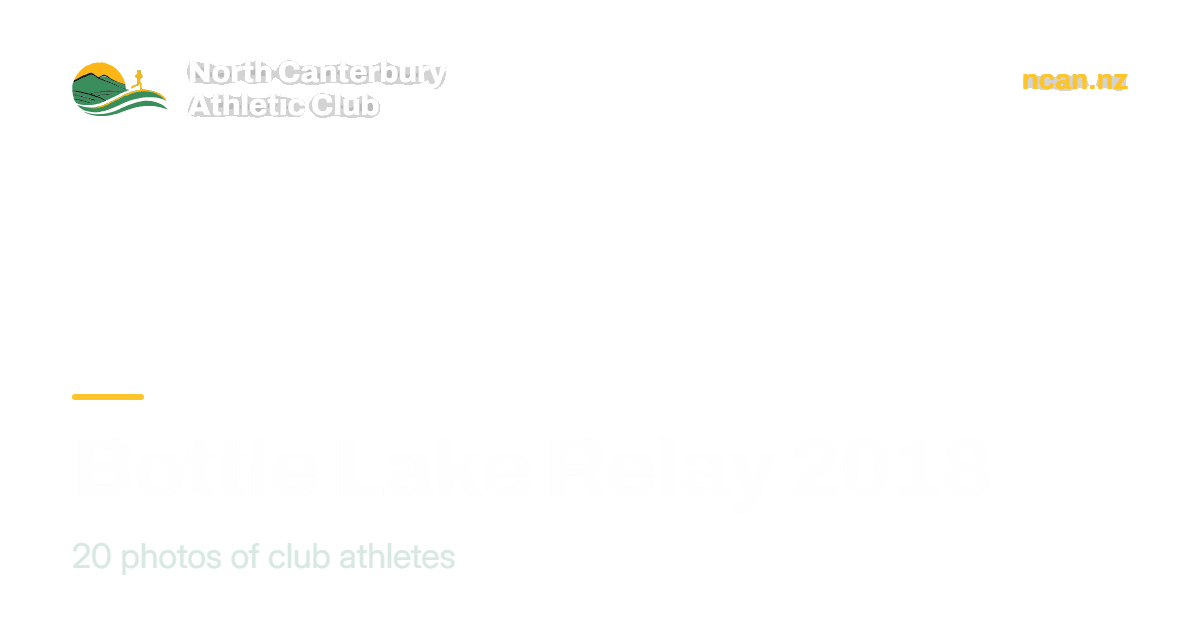 North Canterbury
Athletic Club
ncan.nz
Bottle Lake Relay 2018
20 photos of club athletes